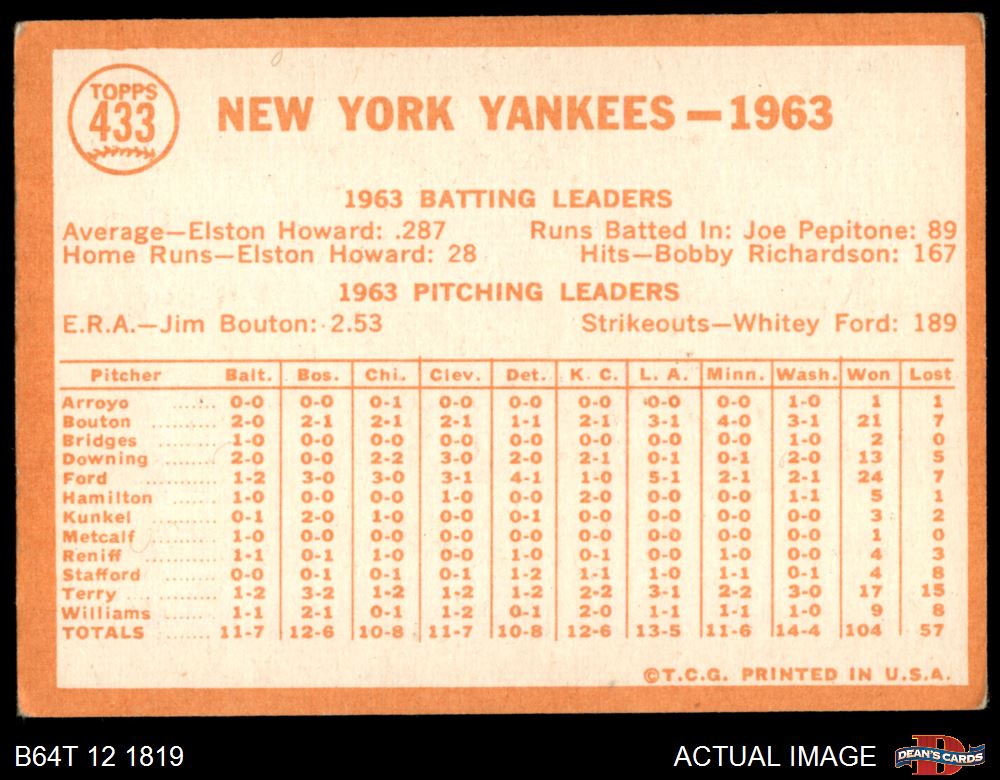 TOPPS
433
NEW YORK YANKEES—1963
1963 BATTING LEADERS
Average—Elston Howard: .287 Runs Batted In: Joe Pepitone: 89
Home Runs—Elston Howard: 28 Hits—Bobby Richardson: 167
1963 PITCHING LEADERS
E.R.A.—Jim Bouton: 2.53 Strikeouts—Whitey Ford: 189
Pitcher Balt. Bos. Chi. Clev. Det. K. C. L. A. Minn. Wash. Won Lost
Arroyo ....... 0-0 0-0 0-1 0-0 0-0 0-0 0-0 0-0 1-0 1 1
Bouton ........ 2-0 2-1 2-1 2-1 1-1 2-1 3-1 4-0 3-1 21 7
Bridges ........ 1-0 0-0 0-0 0-0 0-0 0-0 0-0 0-0 1-0 2 0
Downing ........ 2-0 0-0 2-2 3-0 2-0 2-1 0-1 0-1 2-0 13 5
Ford ........ 1-2 3-0 3-0 3-1 4-1 1-0 5-1 2-1 2-1 24 7
Hamilton ........ 1-0 0-0 0-0 1-0 0-0 2-0 0-0 0-0 1-1 5 1
Kunkel ........ 0-1 2-0 1-0 0-0 0-1 0-0 0-0 0-0 0-0 3 2
Metcalf ........ 1-0 0-0 0-0 0-0 0-0 0-0 0-0 0-0 0-0 1 0
Reniff ........ 1-1 0-1 1-0 0-0 1-0 0-1 0-0 1-0 0-0 4 3
Stafford ........ 0-0 0-1 0-1 0-1 1-2 1-1 1-0 1-1 0-1 4 8
Terry .... ........ 1-2 3-2 1-2 1-2 1-2 2-2 3-1 2-2 3-0 17 15
Williams ........ 1-1 2-1 0-1 1-2 0-1 2-0 1-1 1-1 1-0 9 8
TOTALS ....... 11-7 12-6 10-8 11-7 10-8 12-6 13-5 11-6 14-4 104 57
©T.C.G. PRINTED IN U.S.A.
B64T 12 1819 ACTUAL IMAGE DEAN'S CARDS